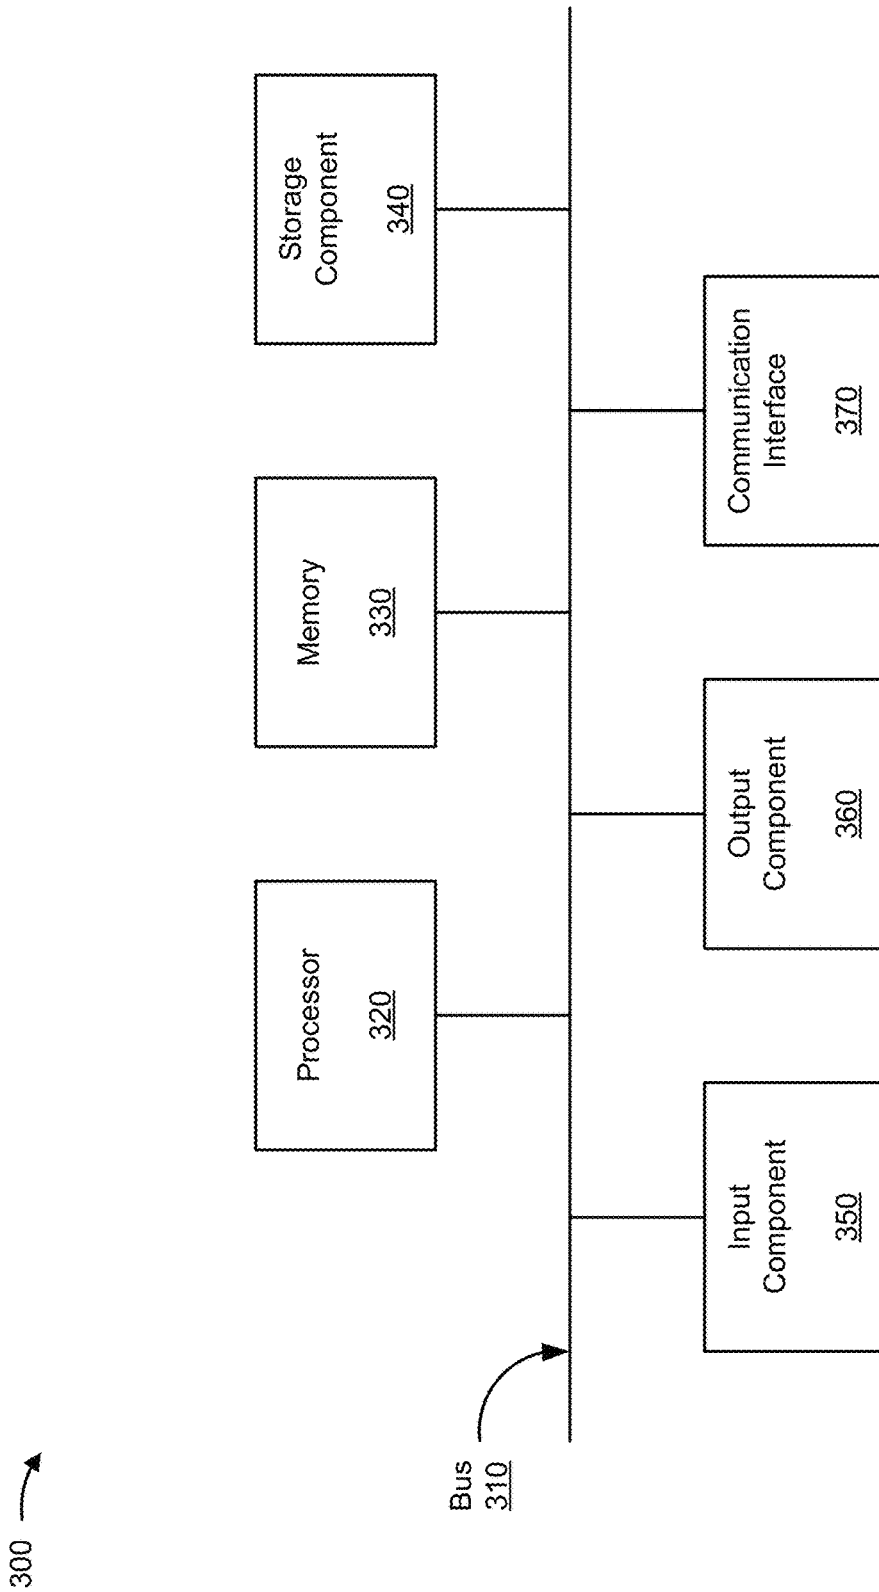 300
Bus
310
Processor
320
Memory
330
Storage
Component
340
Input
Component
350
Output
Component
360
Communication
Interface
370